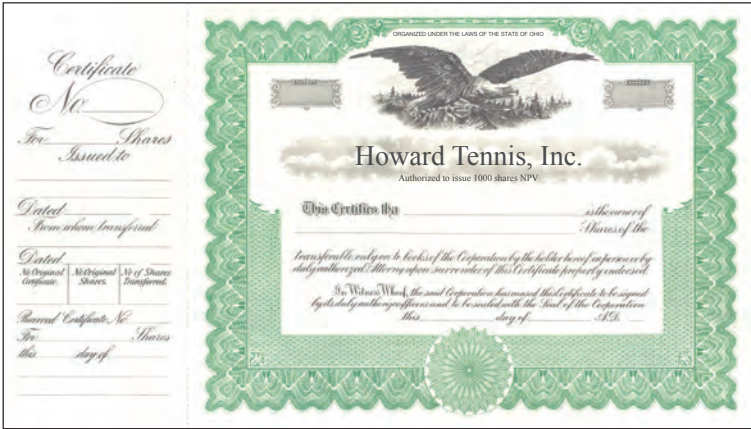 Certificate
No.
For Shares
Issued to
Dated
From whom transferred
Dated
No. Original Certificate. No. Original Shares. No. of Shares Transferred.
Received Certificate No.
For Shares
this day of
ORGANIZED UNDER THE LAWS OF THE STATE OF OHIO
NUMBER SHARES
Howard Tennis, Inc.
Authorized to issue 1000 shares NPV
This Certifies tha is the owner of
Shares of the
transferable only on to books of the Corporation by the holder hereof in person or by
duly authorized Attorney upon surrender of this Certificate properly endorsed
In Witness Wheof, the said Corporation has caused this Certificate to be signed
by its duly authorized officers and to be sealed with the Seal of the Corporation
this day of A.D.